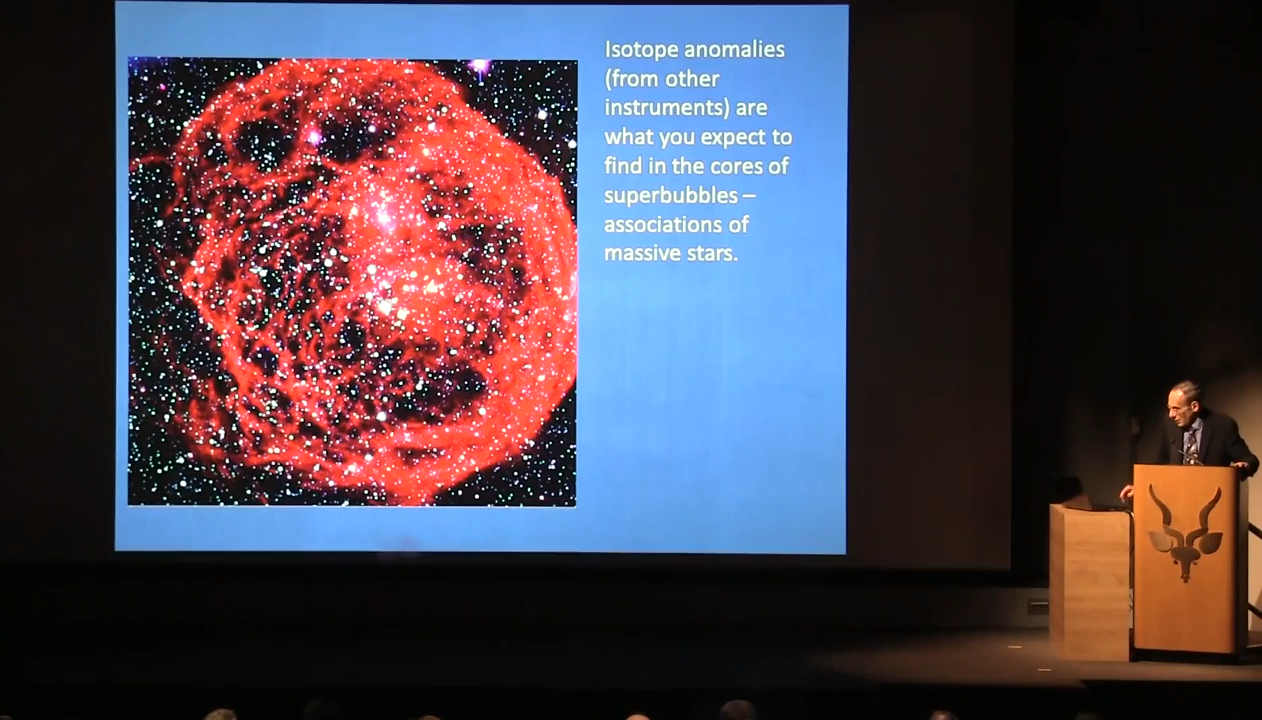 Isotope anomalies
(from other
instruments) are
what you expect to
find in the cores of
superbubbles –
associations of
massive stars.